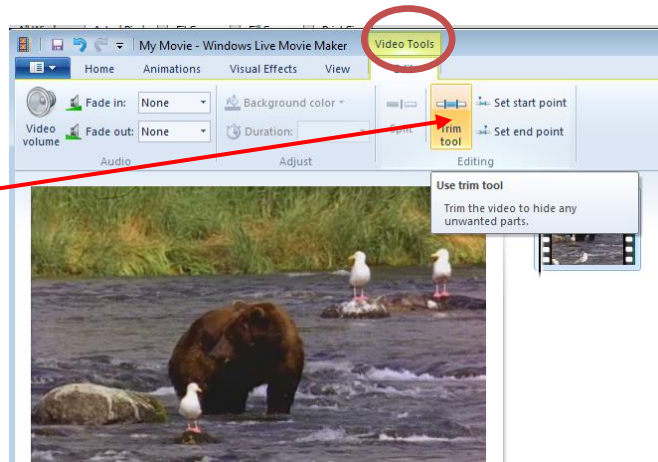 My Movie - Windows Live Movie Maker
Video Tools
Home Animations Visual Effects View
Fade in: None
Background color
Set start point
Video volume
Fade out: None
Duration:
Split
Trim tool
Set end point
Audio
Adjust
Editing
Use trim tool
Trim the video to hide any
unwanted parts.